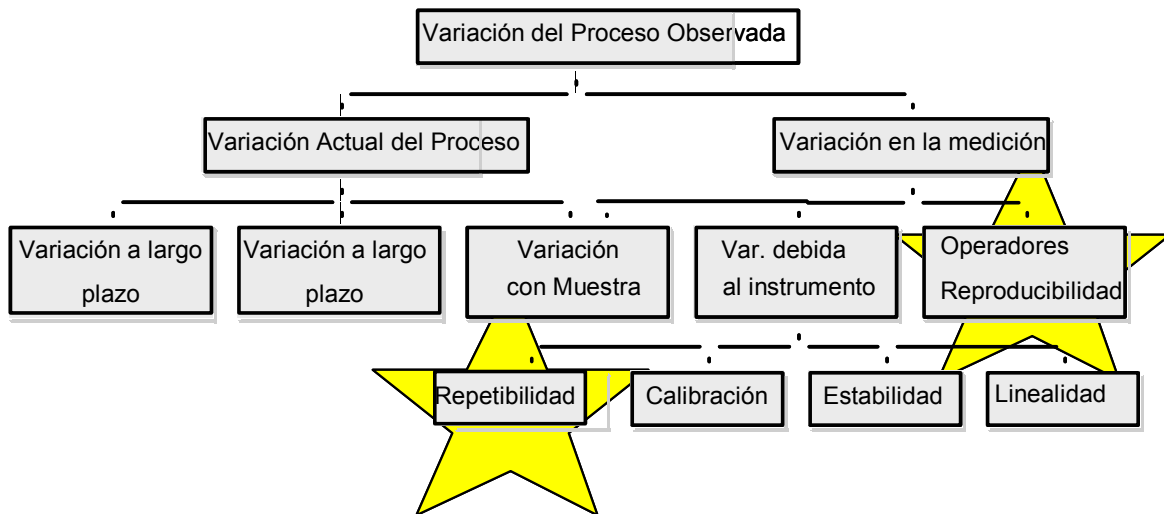 Variación del Proceso Observada
Variación Actual del Proceso
Variación en la medición
Variación a largo
plazo
Variación a largo
plazo
Variación
con Muestra
Var. debida
al instrumento
Operadores
Reproducibilidad
Repetibilidad
Calibración
Estabilidad
Linealidad